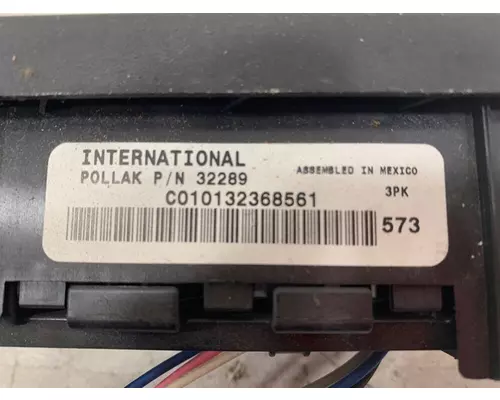 INTERNATIONAL
POLLAK P/N 32289
ASSEMBLED IN MEXICO
C010132368561
3PK
573